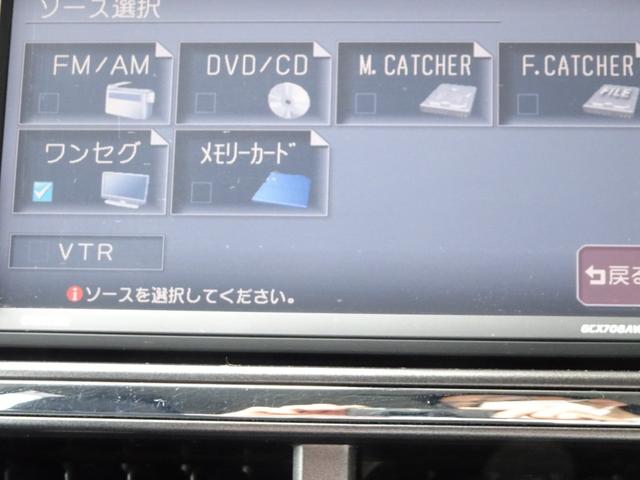 ソース選択
FM/AM
DVD/CD
M.CATCHER
F.CATCHER
FILE
ワンセグ
ﾒﾓﾘｰｶｰﾄﾞ
VTR
戻る
ソースを選択してください。